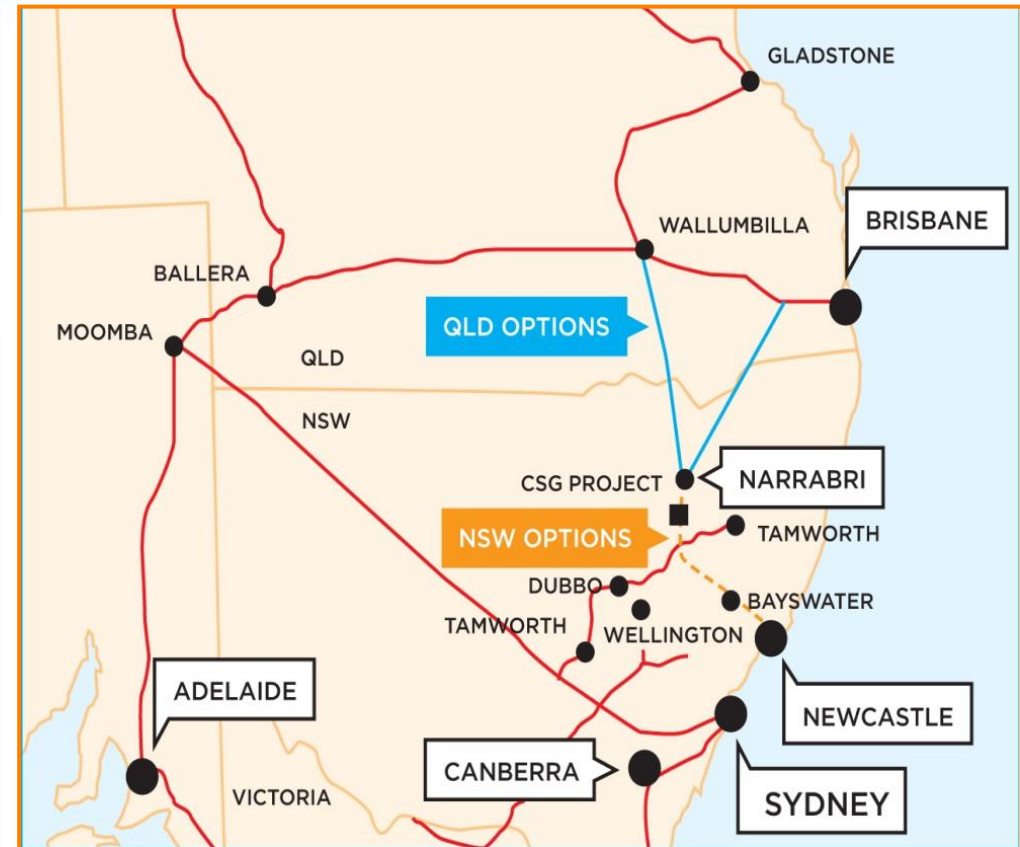 GLADSTONE
BRISBANE
WALLUMBILLA
BALLERA
QLD OPTIONS
MOOMBA
QLD
NSW
CSG PROJECT
NARRABRI
NSW OPTIONS
TAMWORTH
DUBBO
BAYSWATER
TAMWORTH
WELLINGTON
ADELAIDE
NEWCASTLE
CANBERRA
VICTORIA
SYDNEY